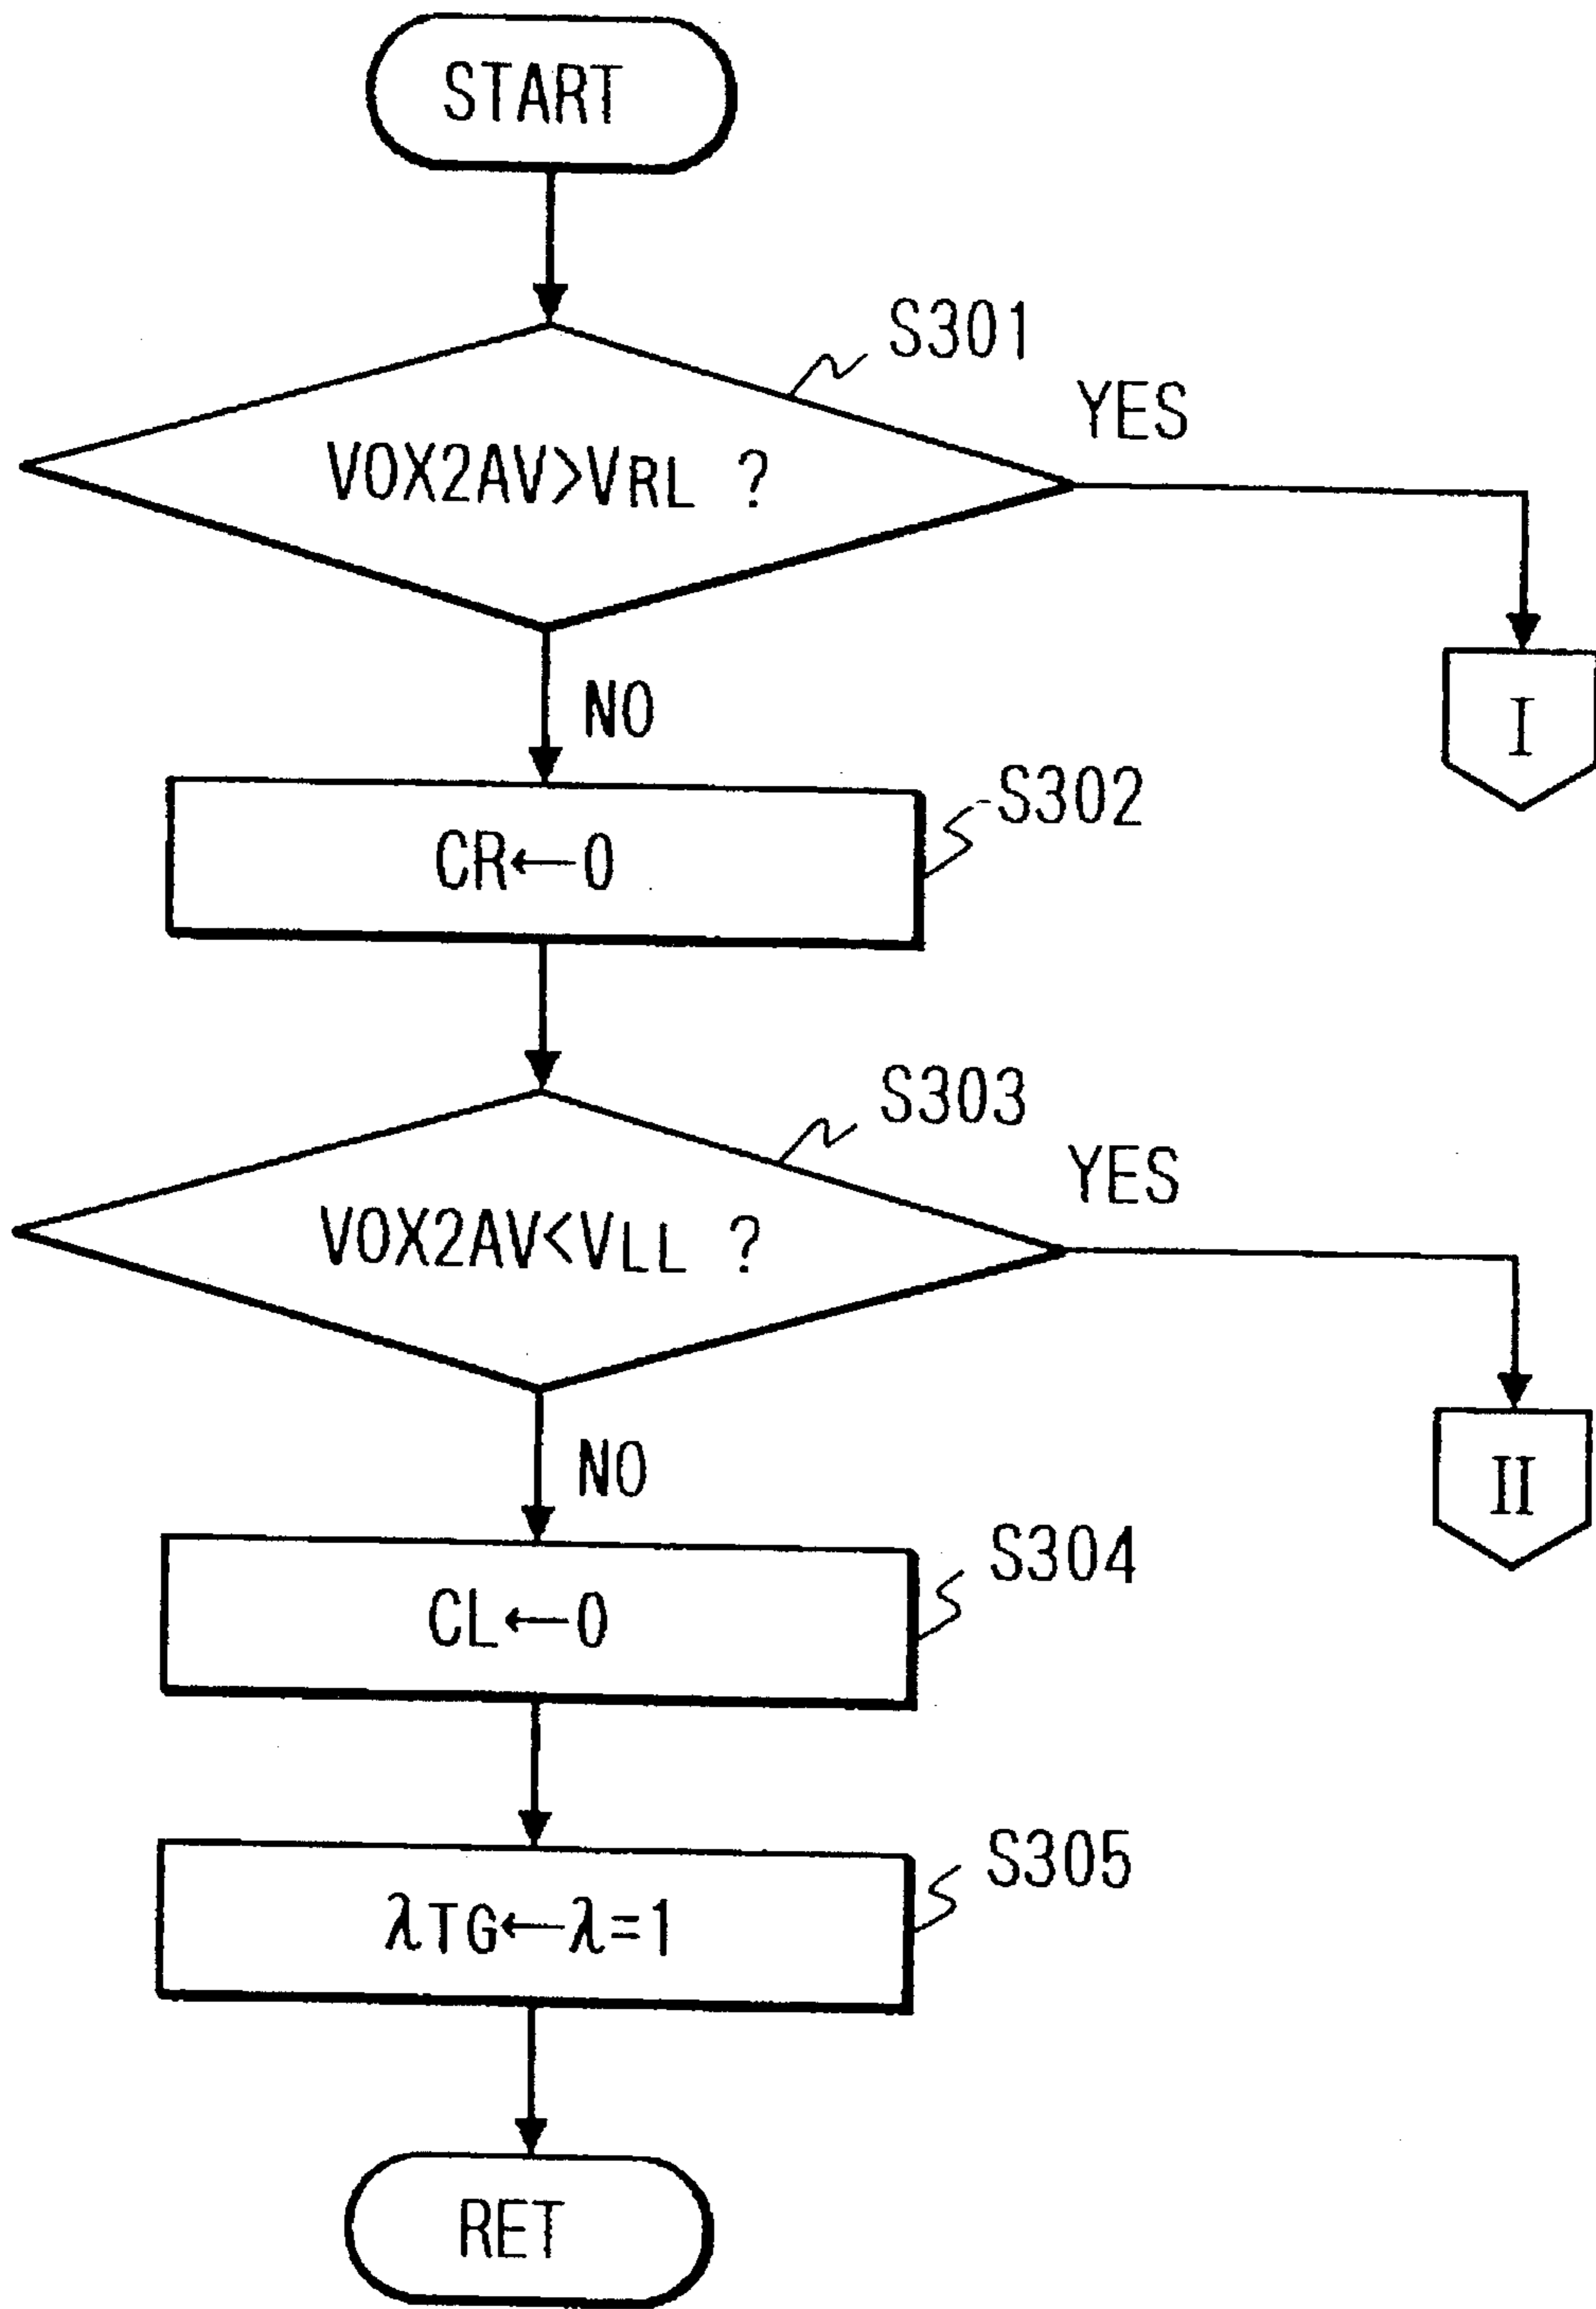 START
S301
YES
VOX2AV>VRL ?
NO
I
S302
CR←0
S303
YES
VOX2AV<VLL ?
NO
II
S304
CL←0
S305
λTG←λ=1
RET